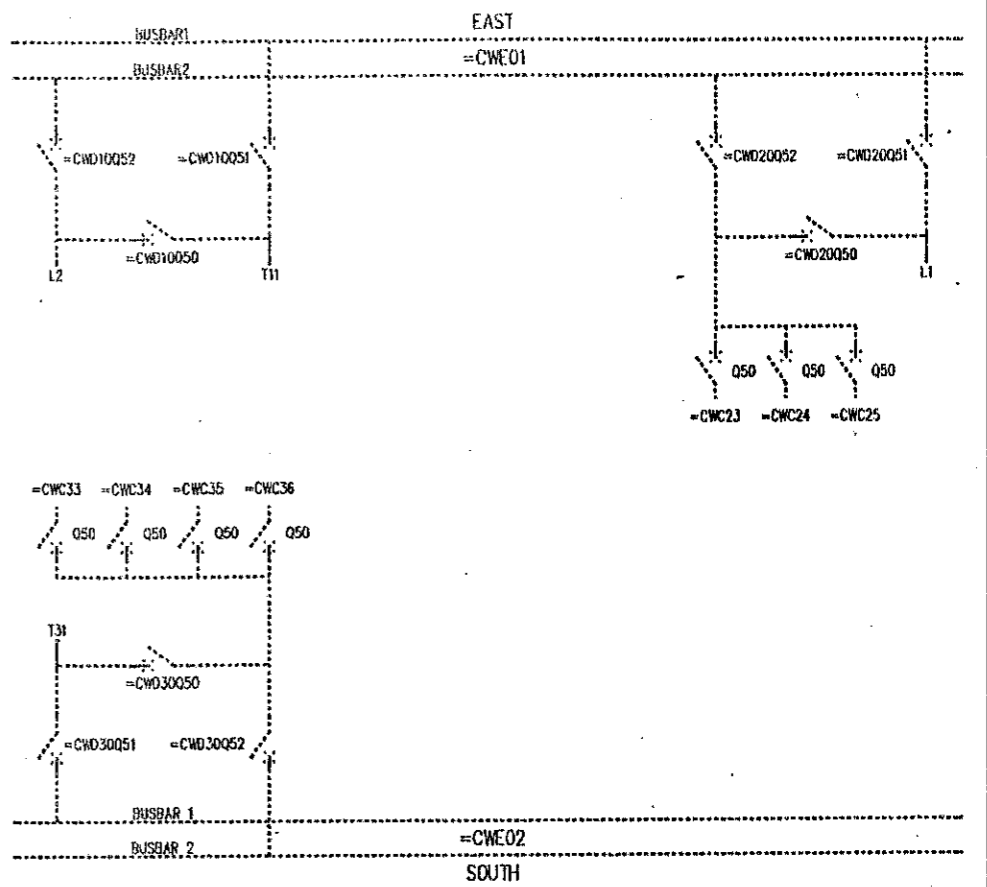 EAST
BUSBAR1
=CWE01
BUSBAR2
=CWD10Q52 =CWD10Q51 =CWD20Q52 =CWD20Q51
=CWD10Q50 =CWD20Q50
L2 T11 L1
Q50 Q50 Q50
=CWC23 =CWC24 =CWC25
=CWC33 =CWC34 =CWC35 =CWC36
Q50 Q50 Q50 Q50
T31
=CWD30Q50
=CWD30Q51 =CWD30Q52
BUSBAR 1
=CWE02
BUSBAR 2
SOUTH